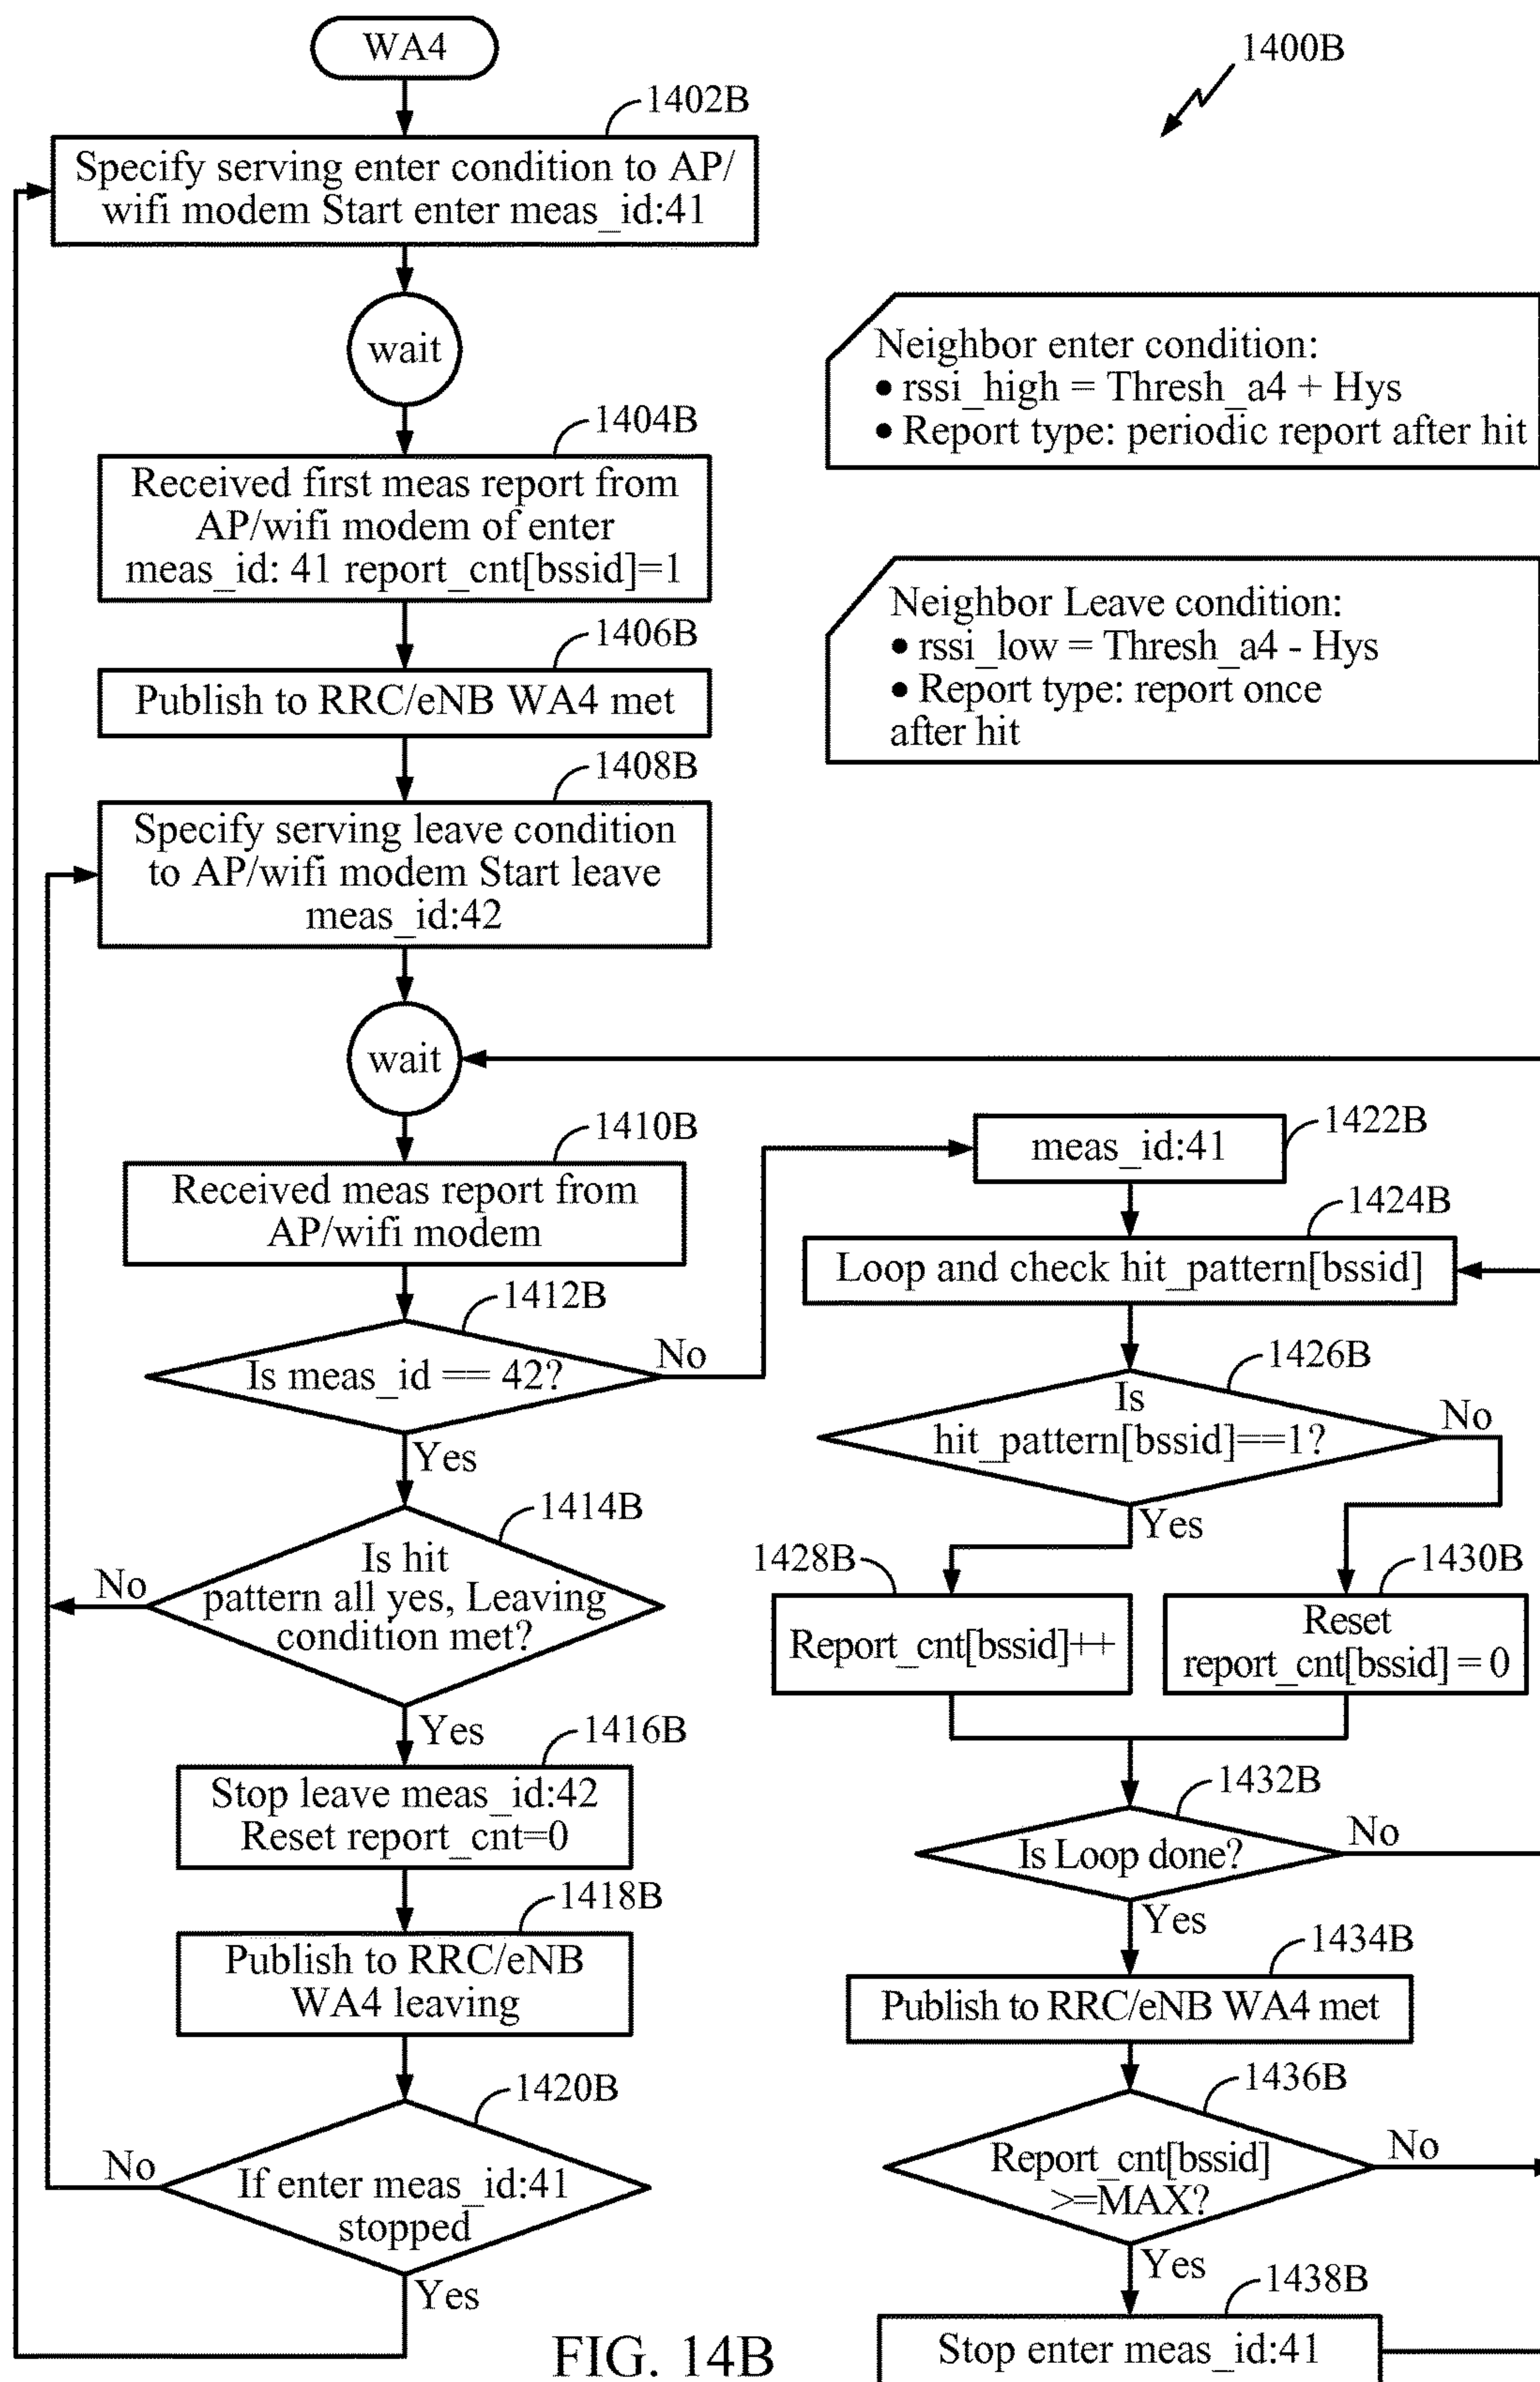 WA4
1400B
1402B
Specify serving enter condition to AP/
wifi modem Start enter meas_id:41
wait
Neighbor enter condition:
• rssi_high = Thresh_a4 + Hys
• Report type: periodic report after hit
1404B
Received first meas report from
AP/wifi modem of enter
meas_id: 41 report_cnt[bssid]=1
Neighbor Leave condition:
• rssi_low = Thresh_a4 - Hys
• Report type: report once
after hit
1406B
Publish to RRC/eNB WA4 met
1408B
Specify serving leave condition
to AP/wifi modem Start leave
meas_id:42
wait
1410B
Received meas report from
AP/wifi modem
1412B
Is meas_id == 42?
No
Yes
1414B
Is hit
pattern all yes, Leaving
condition met?
No
Yes
1416B
Stop leave meas_id:42
Reset report_cnt=0
1418B
Publish to RRC/eNB
WA4 leaving
1420B
If enter meas_id:41
stopped
No
Yes
1422B
meas_id:41
1424B
Loop and check hit_pattern[bssid]
1426B
Is
hit_pattern[bssid]==1?
No
Yes
1428B
Report_cnt[bssid]++
1430B
Reset
report_cnt[bssid] = 0
1432B
Is Loop done?
No
Yes
1434B
Publish to RRC/eNB WA4 met
1436B
Report_cnt[bssid]
>=MAX?
No
Yes
1438B
Stop enter meas_id:41
FIG. 14B